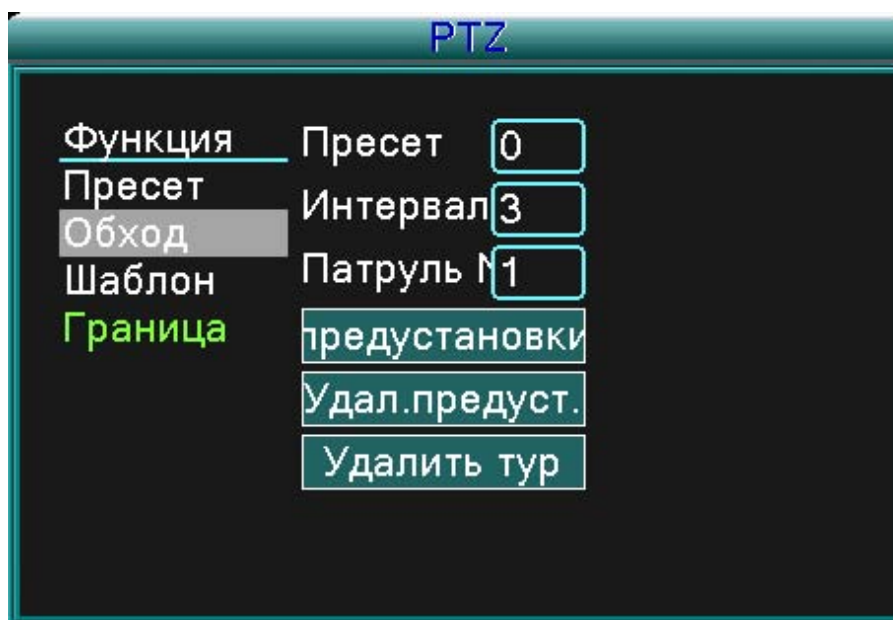 PTZ
Функция
Пресет
Обход
Шаблон
Граница
Пресет 0
Интервал 3
Патруль 1
предустановки
Удал.предуст.
Удалить тур